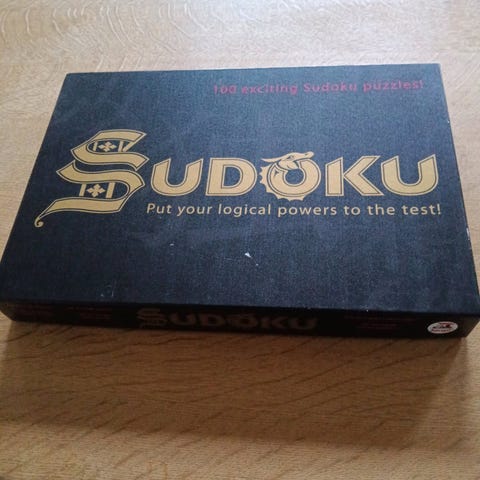 100 exciting Sudoku puzzles!
SUDOKU
Put your logical powers to the test!
SUDOKU